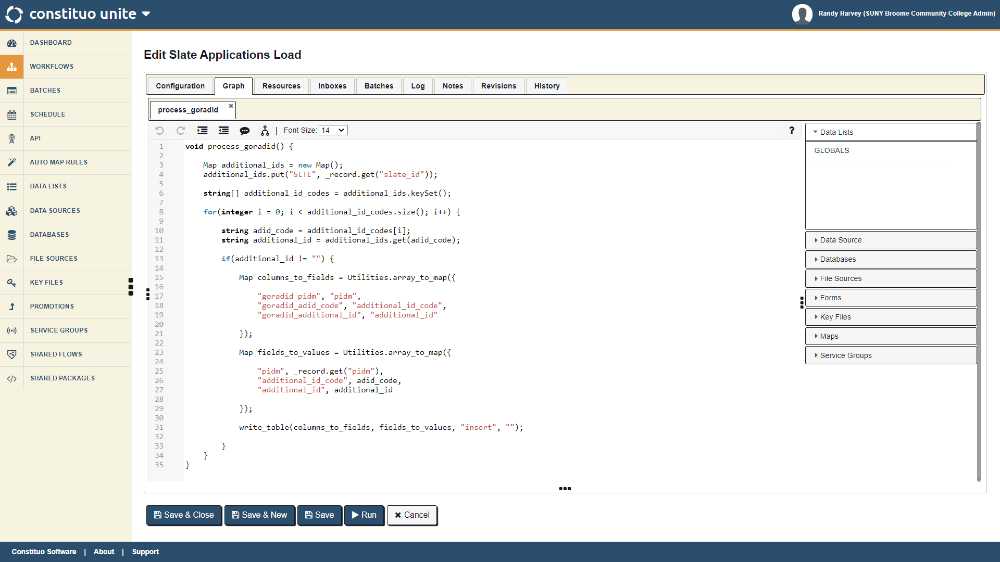 constituo unite
Randy Harvey (SUNY Broome Community College Admin)
DASHBOARD
WORKFLOWS
BATCHES
SCHEDULE
API
AUTO MAP RULES
DATA LISTS
DATA SOURCES
DATABASES
FILE SOURCES
KEY FILES
PROMOTIONS
SERVICE GROUPS
SHARED FLOWS
SHARED PACKAGES
Edit Slate Applications Load
Configuration Graph Resources Inboxes Batches Log Notes Revisions History
process_goradid
| Font Size: 14 ?
1 void process_goradid() {
2
3 Map additional_ids = new Map();
4 additional_ids.put("SLTE", _record.get("slate_id"));
5
6 string[] additional_id_codes = additional_ids.keySet();
7
8 for(integer i = 0; i < additional_id_codes.size(); i++) {
9
10 string adid_code = additional_id_codes[i];
11 string additional_id = additional_ids.get(adid_code);
12
13 if(additional_id != "") {
14
15 Map columns_to_fields = Utilities.array_to_map({
16
17 "goradid_pidm", "pidm",
18 "goradid_adid_code", "additional_id_code",
19 "goradid_additional_id", "additional_id"
20
21 });
22
23 Map fields_to_values = Utilities.array_to_map({
24
25 "pidm", _record.get("pidm"),
26 "additional_id_code", adid_code,
27 "additional_id", additional_id
28
29 });
30
31 write_table(columns_to_fields, fields_to_values, "insert", "");
32
33 }
34 }
35 }
Data Lists
GLOBALS
Data Source
Databases
File Sources
Forms
Key Files
Maps
Service Groups
Save & Close Save & New Save Run Cancel
Constituo Software | About | Support